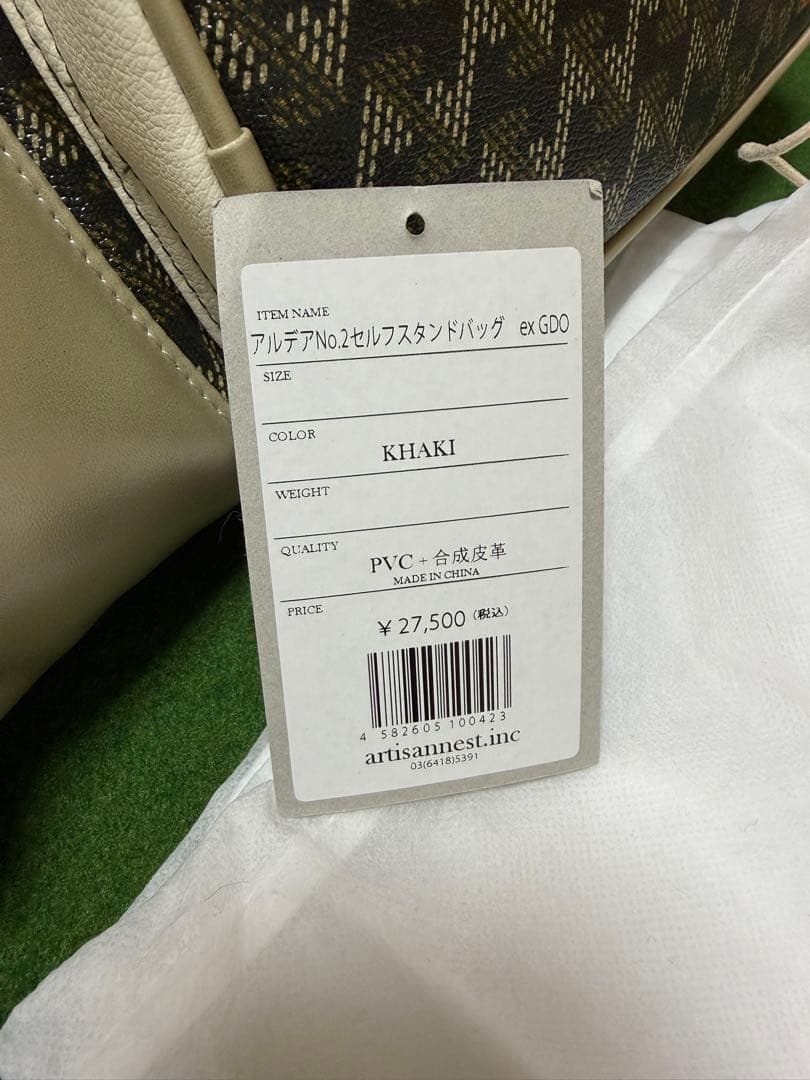 ITEM NAME
アルデアNo.2セルフスタンドバッグ ex GDO
SIZE
COLOR
KHAKI
WEIGHT
QUALITY
PVC + 合成皮革
MADE IN CHINA
PRICE
¥ 27,500 (税込)
4 582605 100423
artisannest.inc
03(6418)5391